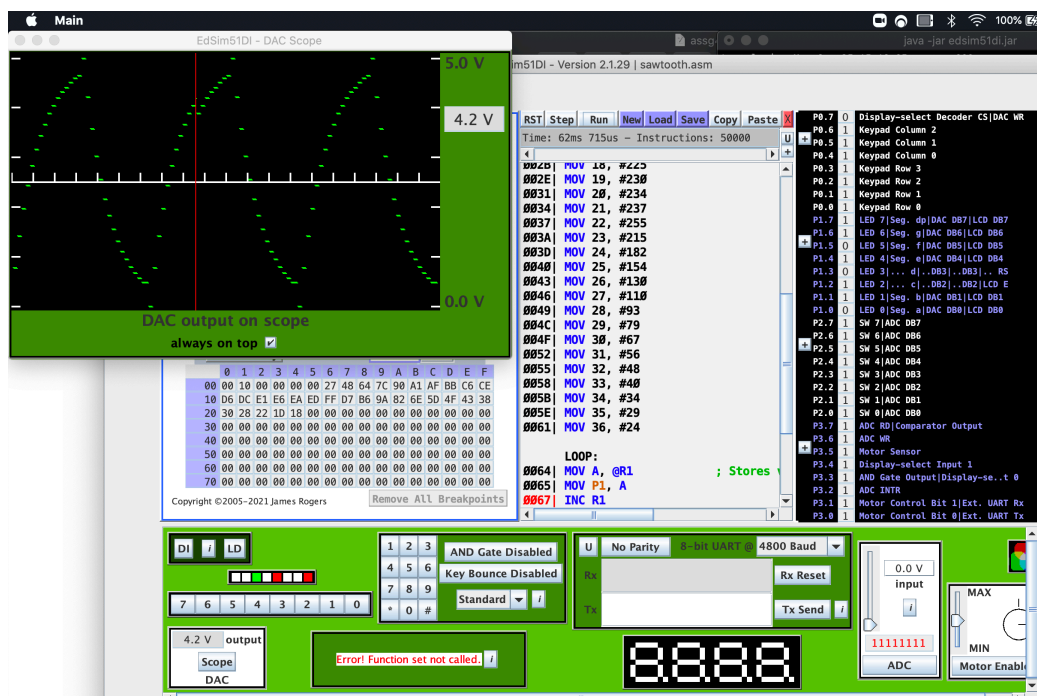 Main
100%
EdSim51DI - DAC Scope
assg
java -jar edsim51di.jar
im51DI - Version 2.1.29 | sawtooth.asm
5.0 V
4.2 V
0.0 V
DAC output on scope
always on top
RST Step Run New Load Save Copy Paste X
Time: 62ms 715us - Instructions: 50000 U
002B| MOV 18, #225
002E| MOV 19, #230
0031| MOV 20, #234
0034| MOV 21, #237
0037| MOV 22, #255
003A| MOV 23, #215
003D| MOV 24, #182
0040| MOV 25, #154
0043| MOV 26, #130
0046| MOV 27, #110
0049| MOV 28, #93
004C| MOV 29, #79
004F| MOV 30, #67
0052| MOV 31, #56
0055| MOV 32, #48
0058| MOV 33, #40
005B| MOV 34, #34
005E| MOV 35, #29
0061| MOV 36, #24
LOOP:
0064| MOV A, @R1 ; Stores
0065| MOV P1, A
0067| INC R1
P0.7 0 Display-select Decoder CS|DAC WR
P0.6 1 Keypad Column 2
P0.5 1 Keypad Column 1
P0.4 1 Keypad Column 0
P0.3 1 Keypad Row 3
P0.2 1 Keypad Row 2
P0.1 1 Keypad Row 1
P0.0 1 Keypad Row 0
P1.7 1 LED 7|Seg. dp|DAC DB7|LCD DB7
P1.6 1 LED 6|Seg. g|DAC DB6|LCD DB6
P1.5 0 LED 5|Seg. f|DAC DB5|LCD DB5
P1.4 1 LED 4|Seg. e|DAC DB4|LCD DB4
P1.3 0 LED 3|... d|..DB3|..DB3|.. RS
P1.2 1 LED 2|... c|..DB2|..DB2|LCD E
P1.1 1 LED 1|Seg. b|DAC DB1|LCD DB1
P1.0 0 LED 0|Seg. a|DAC DB0|LCD DB0
P2.7 1 SW 7|ADC DB7
P2.6 1 SW 6|ADC DB6
P2.5 1 SW 5|ADC DB5
P2.4 1 SW 4|ADC DB4
P2.3 1 SW 3|ADC DB3
P2.2 1 SW 2|ADC DB2
P2.1 1 SW 1|ADC DB1
P2.0 1 SW 0|ADC DB0
P3.7 1 ADC RD|Comparator Output
P3.6 1 ADC WR
P3.5 1 Motor Sensor
P3.4 1 Display-select Input 1
P3.3 1 AND Gate Output|Display-se..t 0
P3.2 1 ADC INTR
P3.1 1 Motor Control Bit 1|Ext. UART Rx
P3.0 1 Motor Control Bit 0|Ext. UART Tx
0 1 2 3 4 5 6 7 8 9 A B C D E F
00 00 10 00 00 00 00 27 48 64 7C 90 A1 AF BB C6 CE
10 D6 DC E1 E6 EA ED FF D7 B6 9A 82 6E 5D 4F 43 38
20 30 28 22 1D 18 00 00 00 00 00 00 00 00 00 00 00
30 00 00 00 00 00 00 00 00 00 00 00 00 00 00 00 00
40 00 00 00 00 00 00 00 00 00 00 00 00 00 00 00 00
50 00 00 00 00 00 00 00 00 00 00 00 00 00 00 00 00
60 00 00 00 00 00 00 00 00 00 00 00 00 00 00 00 00
70 00 00 00 00 00 00 00 00 00 00 00 00 00 00 00 00
Copyright ©2005-2021 James Rogers Remove All Breakpoints
DI i LD
7 6 5 4 3 2 1 0
4.2 V output
Scope
DAC
1 2 3
4 5 6
7 8 9
* 0 #
AND Gate Disabled
Key Bounce Disabled
Standard i
Error! Function set not called. i
U No Parity 8-bit UART @ 4800 Baud
Rx Rx Reset
Tx Tx Send i
8.8.8.8.
0.0 V
input
i
11111111
ADC
MAX
MIN
Motor Enabl